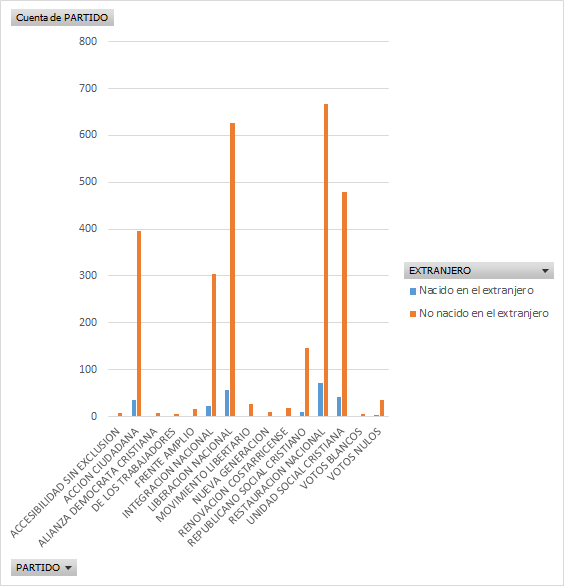 Cuenta de PARTIDO
800
700
600
500
400
300
200
100
0
EXTRANJERO
Nacido en el extranjero
No nacido en el extranjero
ACCESIBILIDAD SIN EXCLUSION
ACCION CIUDADANA
ALIANZA DEMOCRATA CRISTIANA
DE LOS TRABAJADORES
FRENTE AMPLIO
INTEGRACION NACIONAL
LIBERACION NACIONAL
MOVIMIENTO LIBERTARIO
NUEVA GENERACION
RENOVACION COSTARRICENSE
REPUBLICANO SOCIAL CRISTIANO
RESTAURACION NACIONAL
UNIDAD SOCIAL CRISTIANA
VOTOS BLANCOS
VOTOS NULOS
PARTIDO